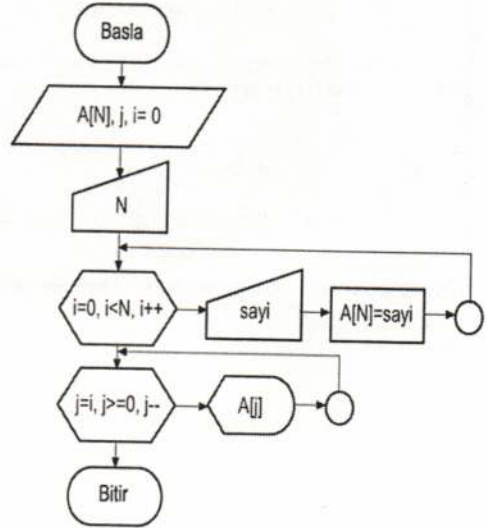 Basla
A[N], j, i= 0
N
i=0, i<N, i++
sayi
A[N]=sayi
j=i, j>=0, j--
A[j]
Bitir